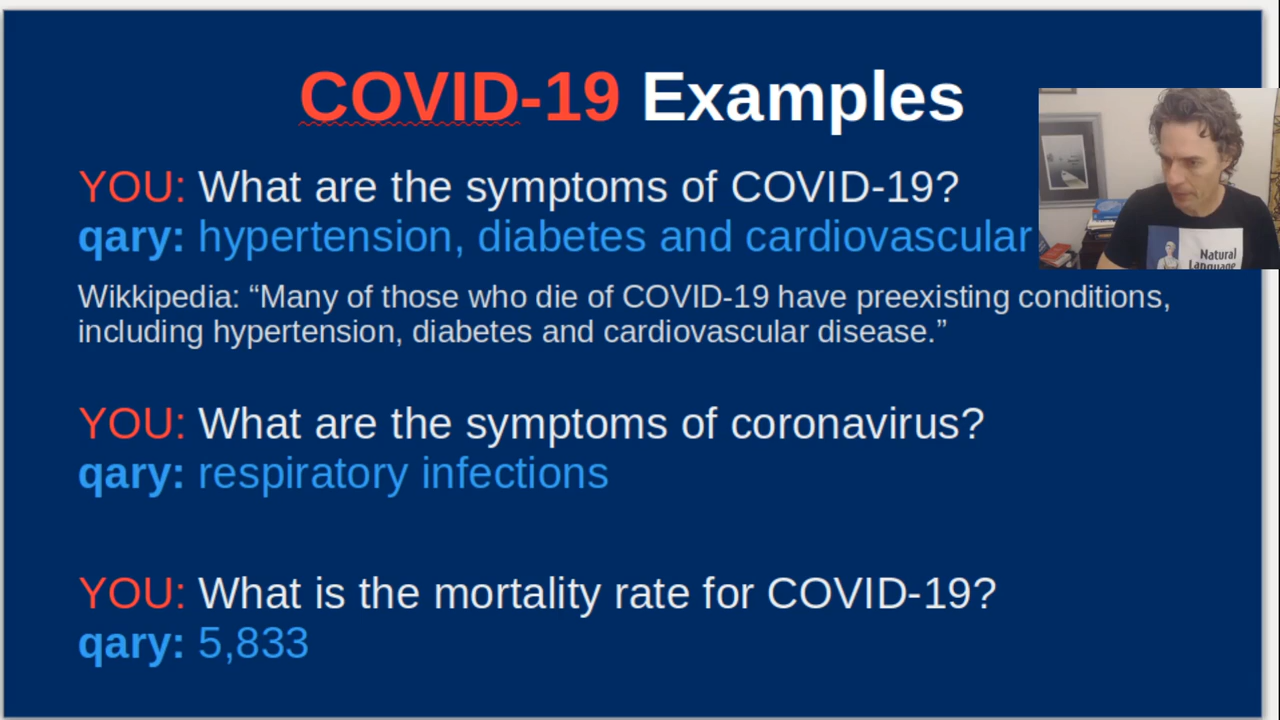 COVID-19 Examples
YOU: What are the symptoms of COVID-19?
qary: hypertension, diabetes and cardiovascular
Wikkipedia: “Many of those who die of COVID-19 have preexisting conditions,
including hypertension, diabetes and cardiovascular disease.”
YOU: What are the symptoms of coronavirus?
qary: respiratory infections
YOU: What is the mortality rate for COVID-19?
qary: 5,833
Natural
Language